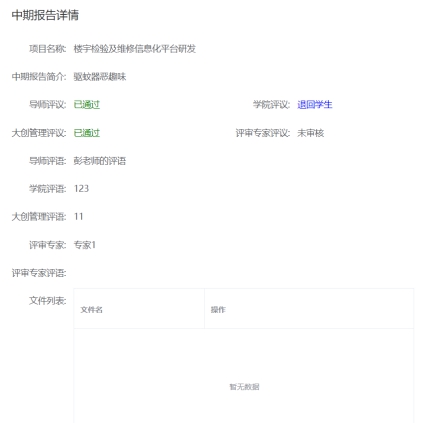 中期报告详情
项目名称: 楼宇检验及维修信息化平台研发
中期报告简介: 驱蚊器恶趣味
导师评议: 已通过 学院评议: 退回学生
大创管理评议: 已通过 评审专家评议: 未审核
导师评语: 彭老师的评语
学院评语: 123
大创管理评语: 11
评审专家: 专家1
评审专家评语:
文件列表:
文件名 操作
暂无数据